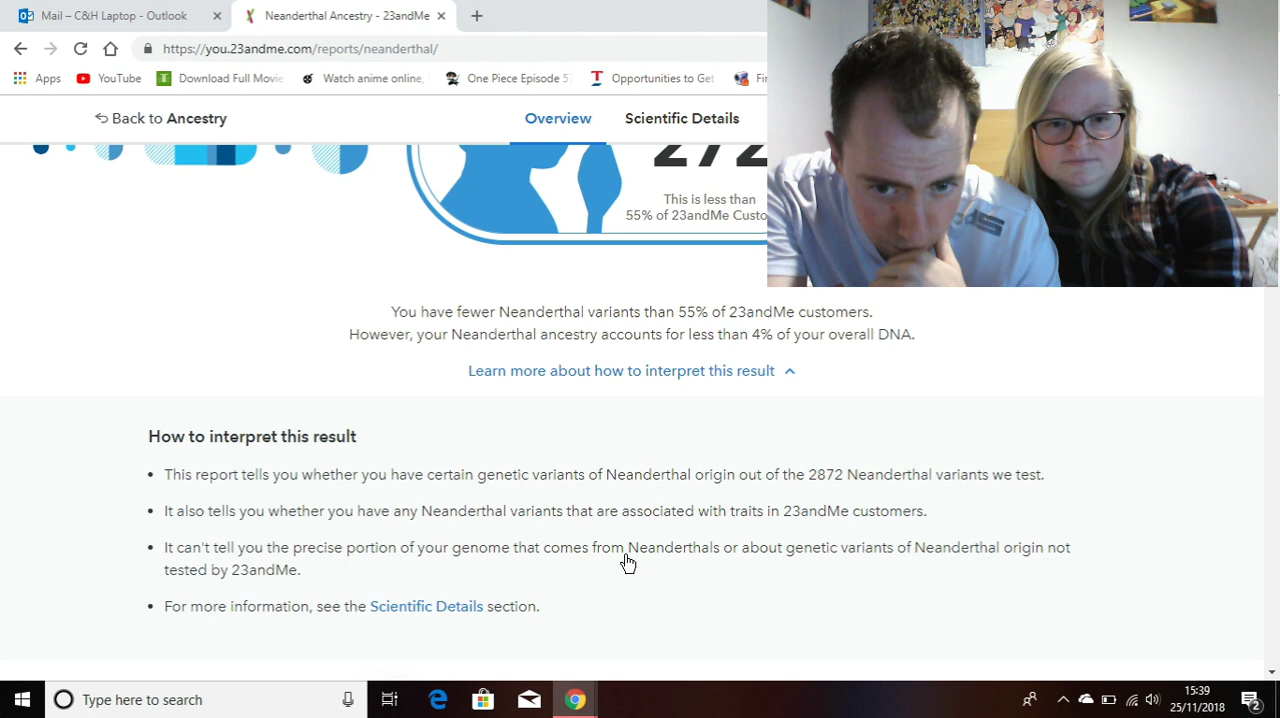 Mail – C&H Laptop - Outlook
Neanderthal Ancestry - 23andMe
https://you.23andme.com/reports/neanderthal/
Apps YouTube Download Full Movie Watch anime online, One Piece Episode 57 Opportunities to Get
Back to Ancestry
Overview Scientific Details
272
This is less than
55% of 23andMe Custo
You have fewer Neanderthal variants than 55% of 23andMe customers.
However, your Neanderthal ancestry accounts for less than 4% of your overall DNA.
Learn more about how to interpret this result
How to interpret this result
• This report tells you whether you have certain genetic variants of Neanderthal origin out of the 2872 Neanderthal variants we test.
• It also tells you whether you have any Neanderthal variants that are associated with traits in 23andMe customers.
• It can't tell you the precise portion of your genome that comes from Neanderthals or about genetic variants of Neanderthal origin not
tested by 23andMe.
• For more information, see the Scientific Details section.
Type here to search
15:39
25/11/2018
2